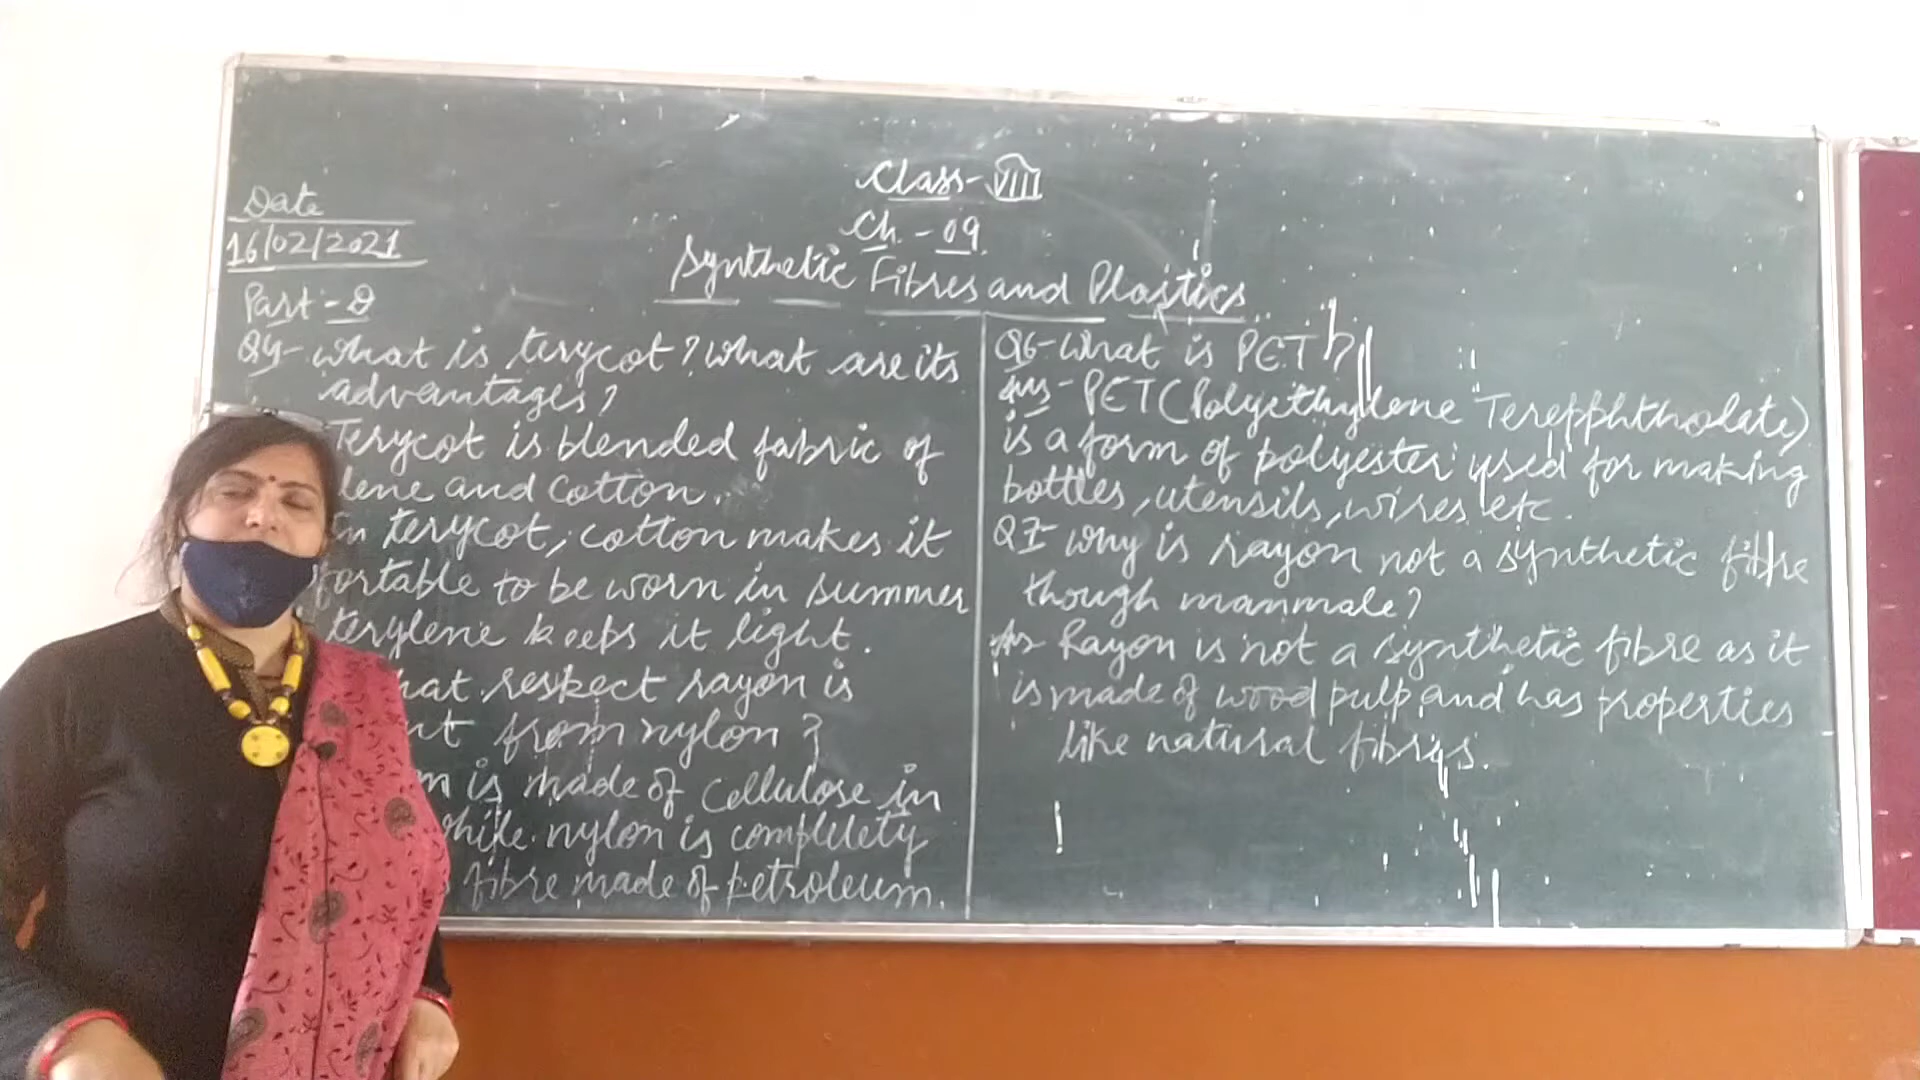 Class-VIII
Ch.-09
Synthetic Fibres and Plastics
Date
16/02/2021
Part-D
Q4-What is terycot? What are its
advantages?
Terycot is blended fabric of
lene and cotton.
In terycot, cotton makes it
fortable to be worn in summer
terylene keeps it light.
hat respect rayon is
nt from nylon?
n is made of cellulose in
while nylon is completety
fibre made of petroleum.
Q6-What is PET?
Ans-PET(Polyethylene Terepphtholate)
is a form of polyester used for making
bottles, utensils, wires etc.
Q7-Why is rayon not a synthetic fibre
though manmale?
Ans Rayon is not a synthetic fibre as it
is made of wood pulp and has properties
like natural fibres.